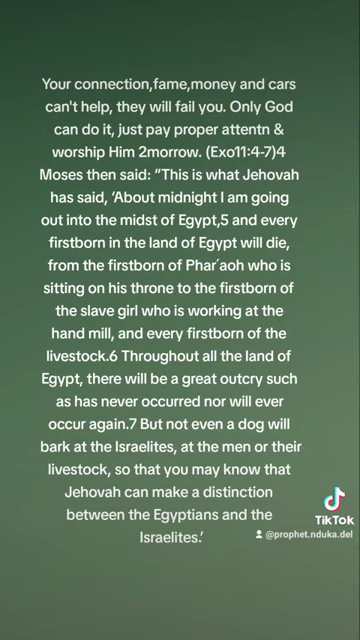 Your connection,fame,money and cars
can't help, they will fail you. Only God
can do it, just pay proper attentn &
worship Him 2morrow. (Exo11:4-7)4
Moses then said: “This is what Jehovah
has said, ‘About midnight I am going
out into the midst of Egypt,5 and every
firstborn in the land of Egypt will die,
from the firstborn of Phar´aoh who is
sitting on his throne to the firstborn of
the slave girl who is working at the
hand mill, and every firstborn of the
livestock.6 Throughout all the land of
Egypt, there will be a great outcry such
as has never occurred nor will ever
occur again.7 But not even a dog will
bark at the Israelites, at the men or their
livestock, so that you may know that
Jehovah can make a distinction
between the Egyptians and the
Israelites.’
TikTok
@prophet.nduka.del